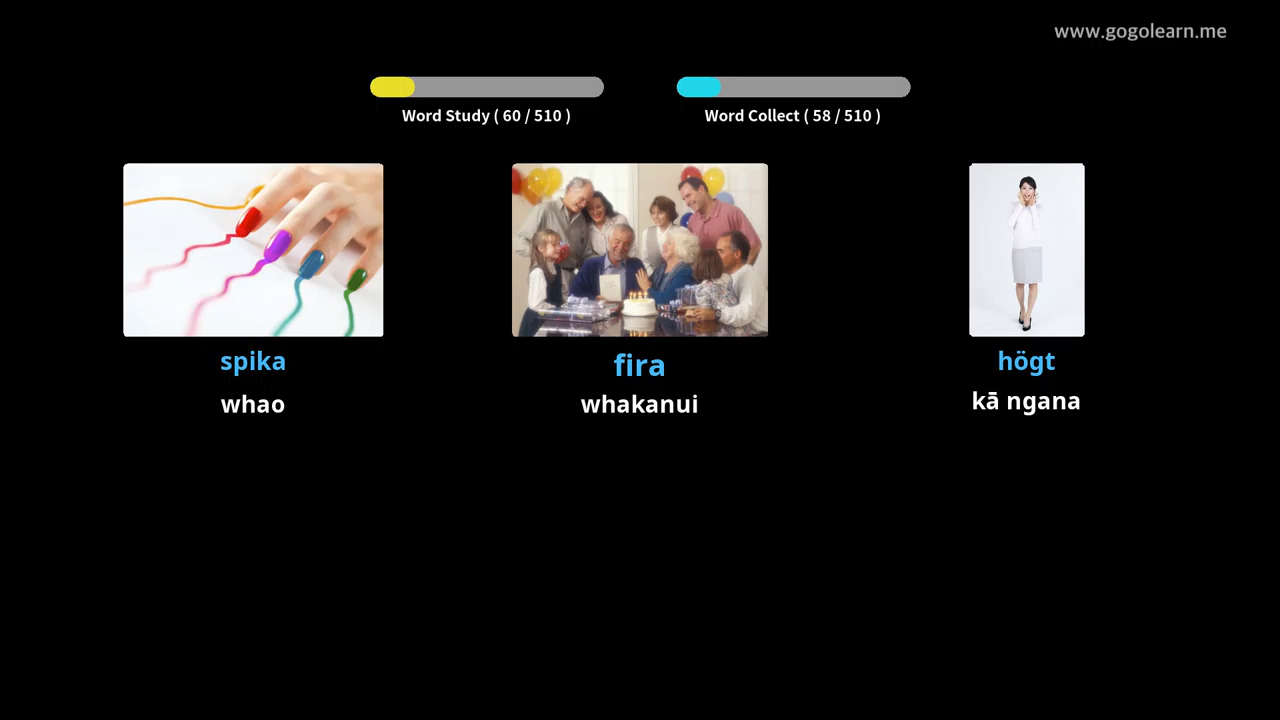 www.gogolearn.me
Word Study ( 60 / 510 )
Word Collect ( 58 / 510 )
spika
whao
fira
whakanui
högt
kā ngana